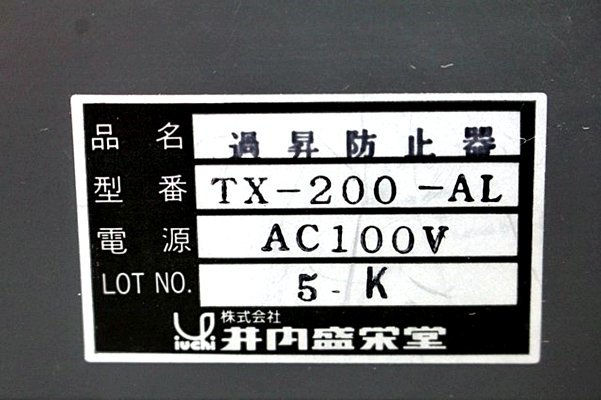 品名 過昇防止器
型番 TX-200-AL
電源 AC100V
LOT NO. 5-K
iuchi 株式会社 井内盛栄堂